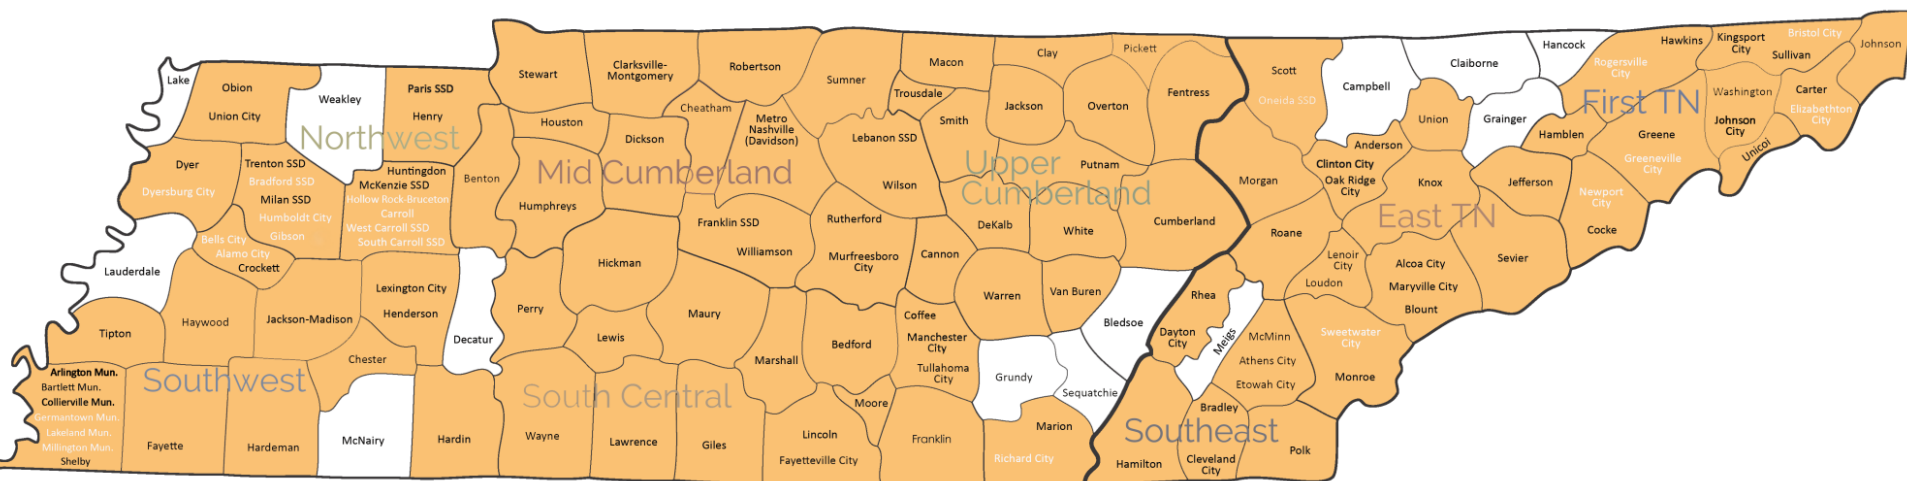 Lake
Obion
Union City
Weakley
Paris SSD
Henry
Northwest
Dyer
Dyersburg City
Trenton SSD
Bradford SSD
Milan SSD
Humboldt City
Gibson
Huntingdon
McKenzie SSD
Hollow Rock-Bruceton
Carroll
West Carroll SSD
South Carroll SSD
Benton
Bells City
Alamo City
Crockett
Lauderdale
Tipton
Haywood
Jackson-Madison
Lexington City
Henderson
Decatur
Chester
Southwest
Arlington Mun.
Bartlett Mun.
Collierville Mun.
Germantown Mun.
Lakeland Mun.
Millington Mun.
Shelby
Fayette
Hardeman
McNairy
Hardin
Stewart
Clarksville-
Montgomery
Robertson
Sumner
Houston
Dickson
Cheatham
Metro
Nashville
(Davidson)
Mid Cumberland
Humphreys
Lebanon SSD
Wilson
Franklin SSD
Williamson
Rutherford
Murfreesboro
City
Hickman
Perry
Lewis
Maury
Marshall
Bedford
Coffee
Manchester
City
Tullahoma
City
South Central
Wayne
Lawrence
Giles
Moore
Lincoln
Fayetteville City
Franklin
Macon
Trousdale
Smith
Clay
Pickett
Jackson
Overton
Fentress
Putnam
Upper
Cumberland
DeKalb
White
Cumberland
Cannon
Warren
Van Buren
Bledsoe
Grundy
Sequatchie
Marion
Richard City
Scott
Oneida SSD
Campbell
Claiborne
Hancock
Union
Grainger
Anderson
Clinton City
Oak Ridge
City
Morgan
Knox
Jefferson
East TN
Roane
Lenoir
City
Loudon
Alcoa City
Maryville City
Blount
Sevier
Cocke
Newport
City
Hamblen
Hawkins
Rogersville
City
First TN
Kingsport
City
Bristol City
Sullivan
Johnson
Washington
Carter
Elizabethton
City
Johnson
City
Greene
Greeneville
City
Unicoi
Rhea
Dayton
City
Meigs
McMinn
Athens City
Etowah City
Sweetwater
City
Monroe
Southeast
Bradley
Cleveland
City
Hamilton
Polk